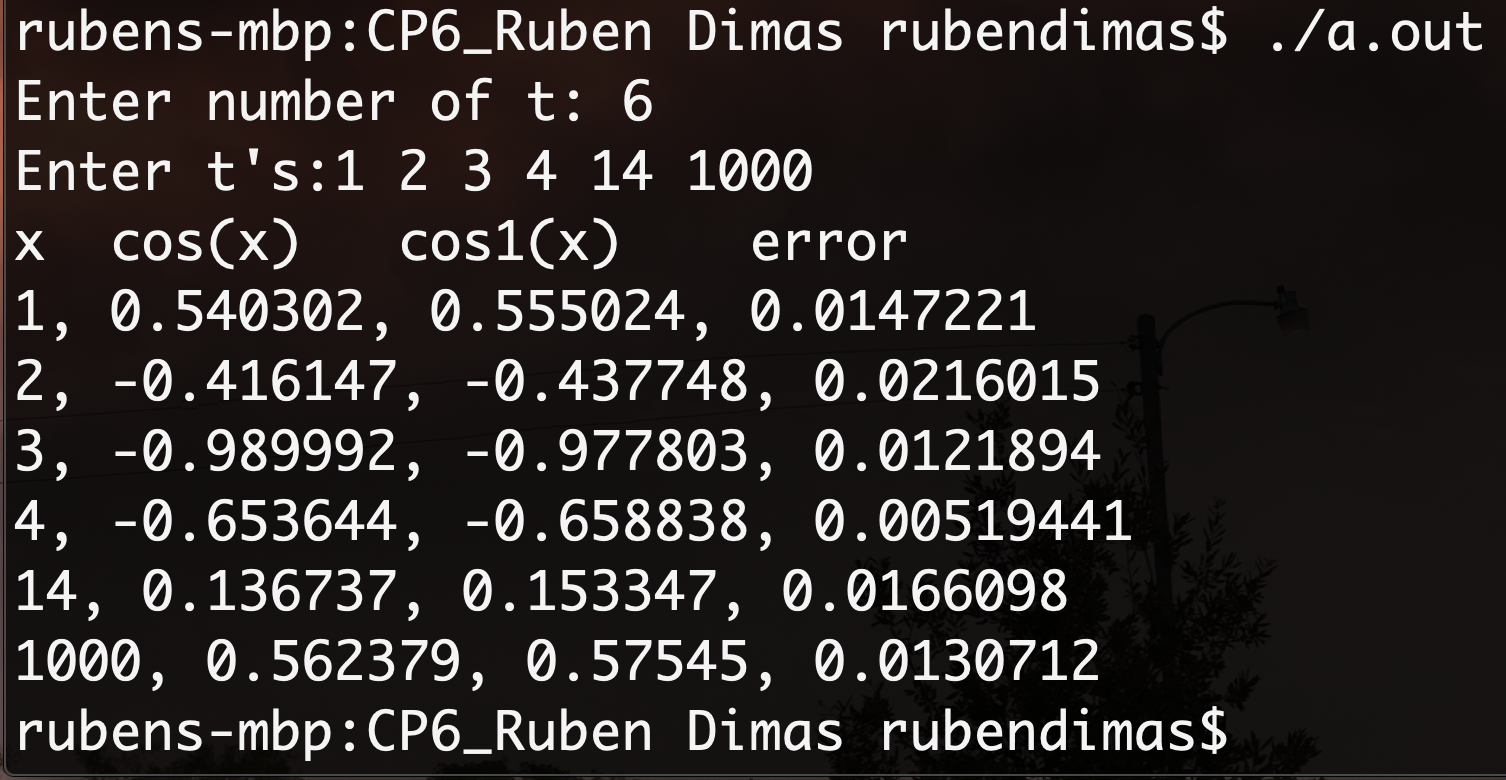 rubens-mbp:CP6_Ruben Dimas rubendimas$ ./a.out
Enter number of t: 6
Enter t's:1 2 3 4 14 1000
x  cos(x)   cos1(x)    error
1, 0.540302, 0.555024, 0.0147221
2, -0.416147, -0.437748, 0.0216015
3, -0.989992, -0.977803, 0.0121894
4, -0.653644, -0.658838, 0.00519441
14, 0.136737, 0.153347, 0.0166098
1000, 0.562379, 0.57545, 0.0130712
rubens-mbp:CP6_Ruben Dimas rubendimas$